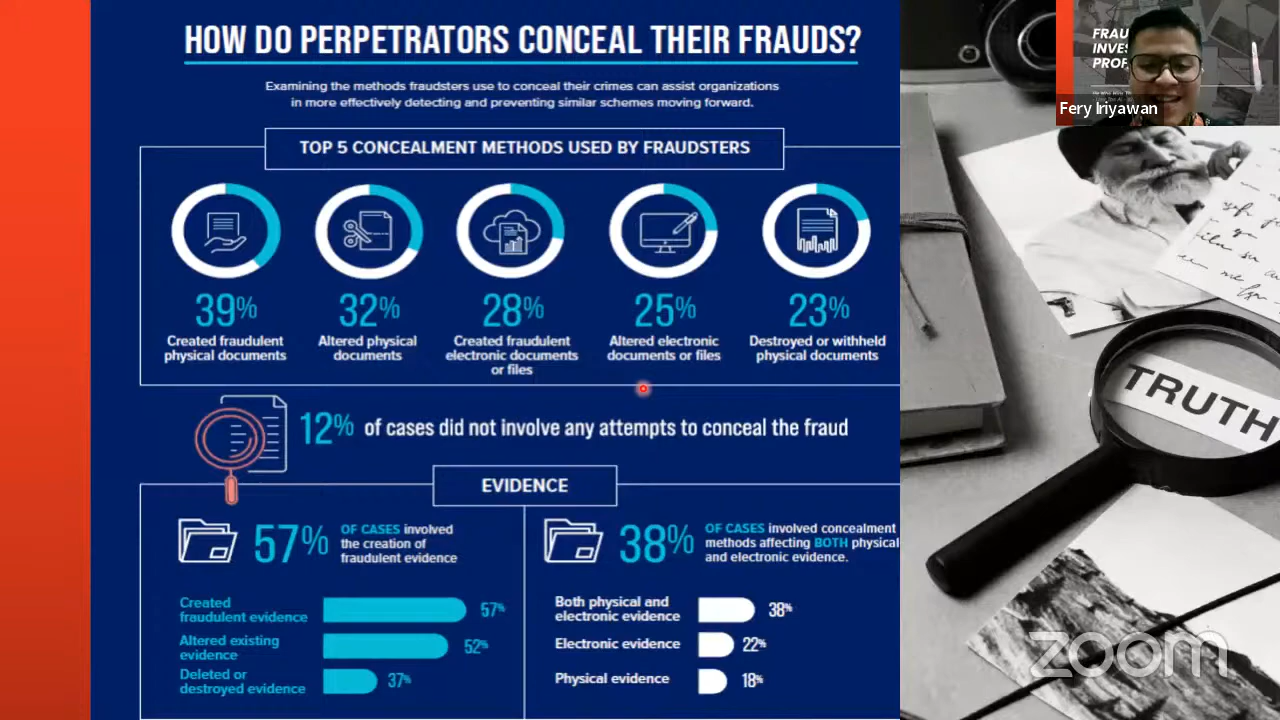 HOW DO PERPETRATORS CONCEAL THEIR FRAUDS?
Examining the methods fraudsters use to conceal their crimes can assist organizations
in more effectively detecting and preventing similar schemes moving forward.
TOP 5 CONCEALMENT METHODS USED BY FRAUDSTERS
39%
Created fraudulent
physical documents
32%
Altered physical
documents
28%
Created fraudulent
electronic documents
or files
25%
Altered electronic
documents or files
23%
Destroyed or withheld
physical documents
12% of cases did not involve any attempts to conceal the fraud
EVIDENCE
57% OF CASES involved
the creation of
fraudulent evidence
Created
fraudulent evidence 57%
Altered existing
evidence 52%
Deleted or
destroyed evidence 37%
38% OF CASES involved concealment
methods affecting BOTH physical
and electronic evidence.
Both physical and
electronic evidence 38%
Electronic evidence 22%
Physical evidence 18%
FRAU
INVES
PROF
Fery Iriyawan
TRUTH
zoom